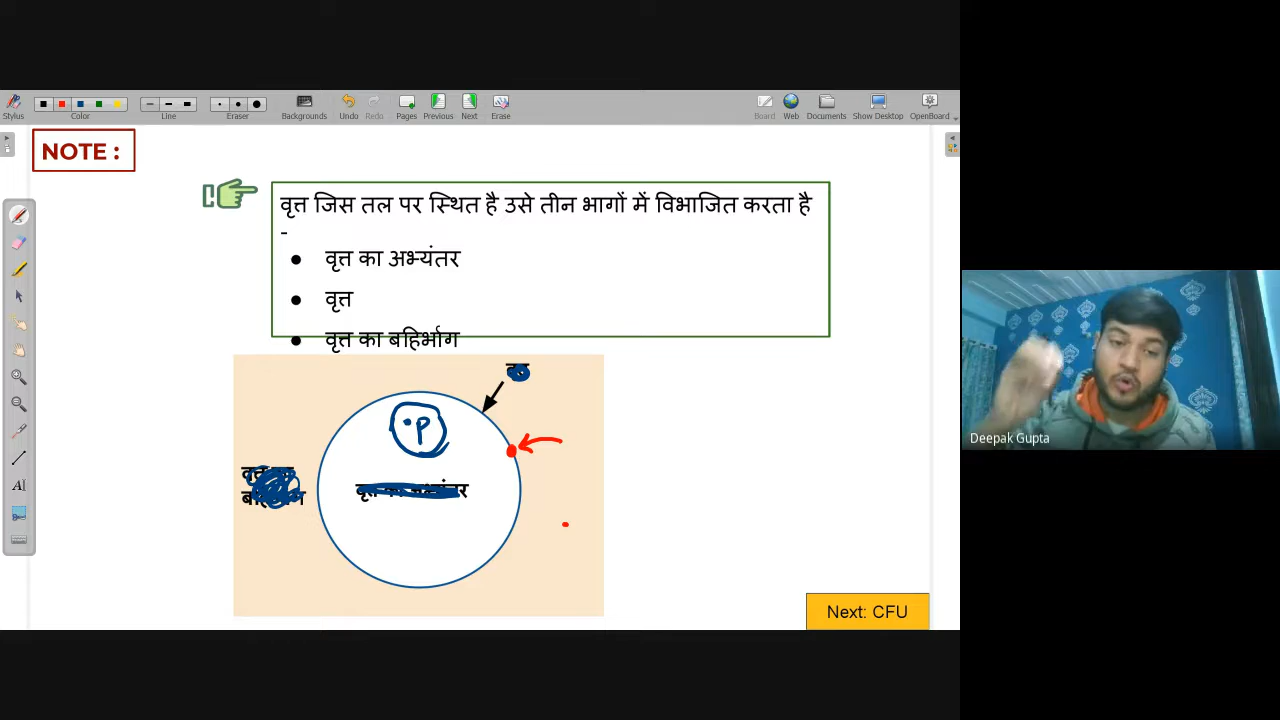 Stylus
Color
Line
Eraser
Backgrounds
Undo
Redo
Pages
Previous
Next
Erase
Board
Web
Documents
Show Desktop
OpenBoard
NOTE :
वृत्त जिस तल पर स्थित है उसे तीन भागों में विभाजित करता है
-
● वृत्त का अभ्यंतर
● वृत्त
● वृत्त का बहिर्भाग
P
Deepak Gupta
Next: CFU